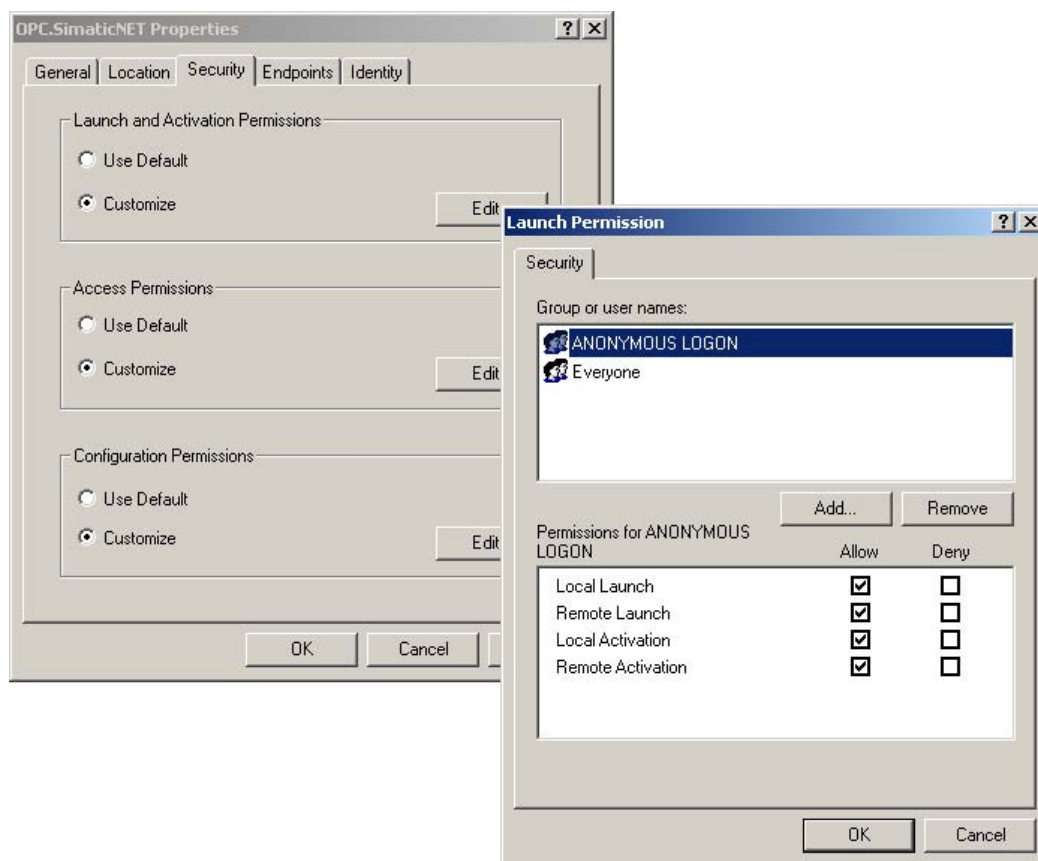 OPC.SimaticNET Properties
General Location Security Endpoints Identity
Launch and Activation Permissions
Use Default
Customize
Edit
Access Permissions
Use Default
Customize
Edit
Configuration Permissions
Use Default
Customize
Edit
OK Cancel
Launch Permission
Security
Group or user names:
ANONYMOUS LOGON
Everyone
Add... Remove
Permissions for ANONYMOUS
LOGON Allow Deny
Local Launch
Remote Launch
Local Activation
Remote Activation
OK Cancel